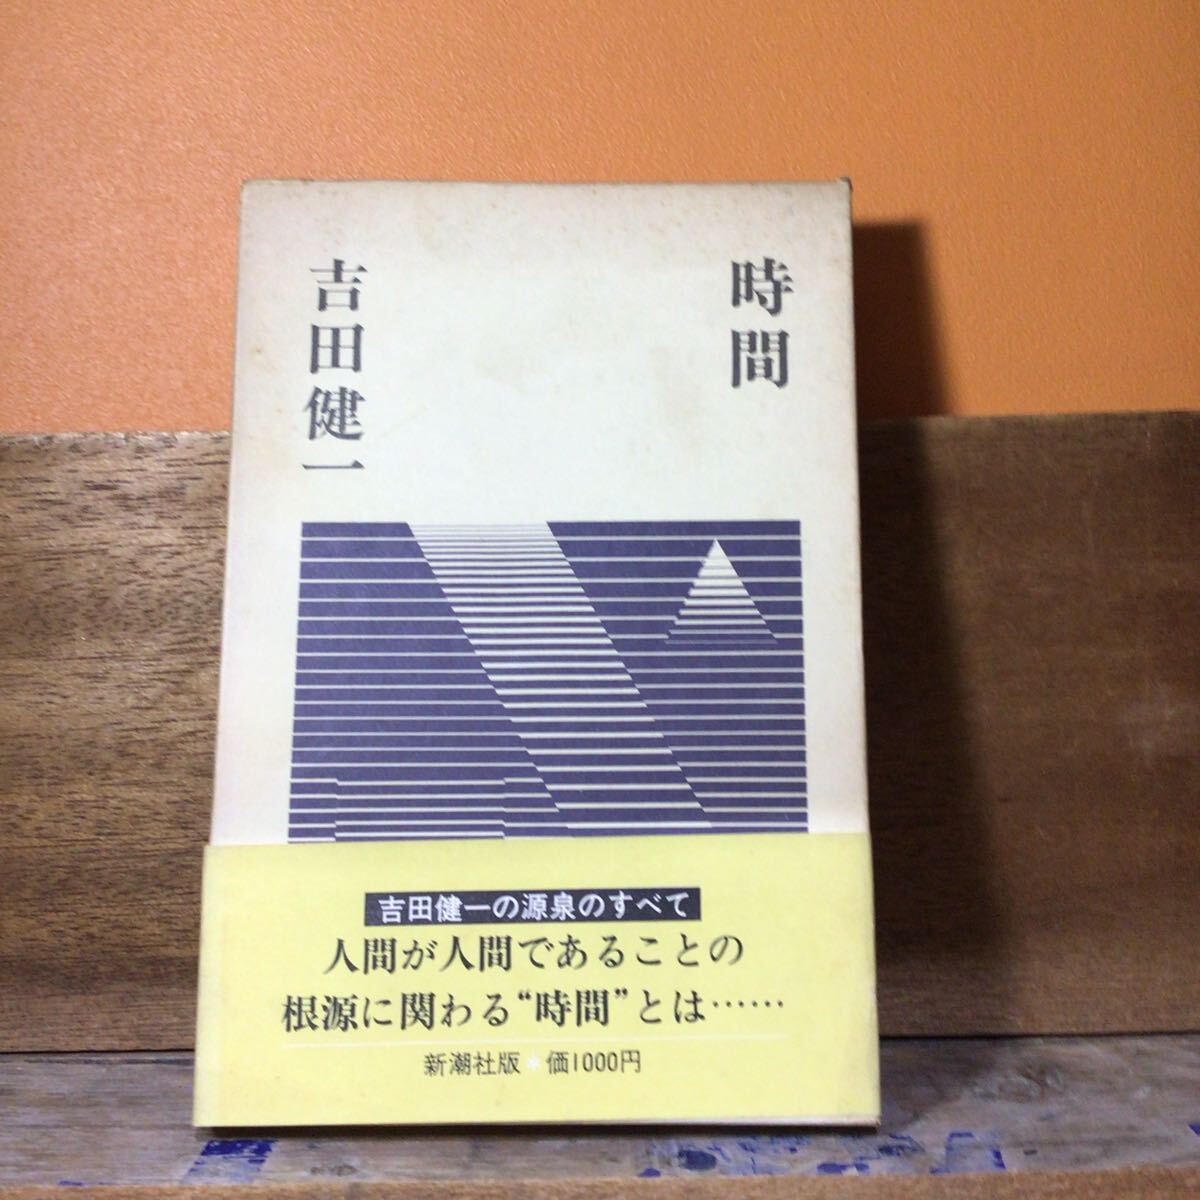 時間
吉田健一
吉田健一の源泉のすべて
人間が人間であることの
根源に関わる“時間”とは……
新潮社版＊価1000円